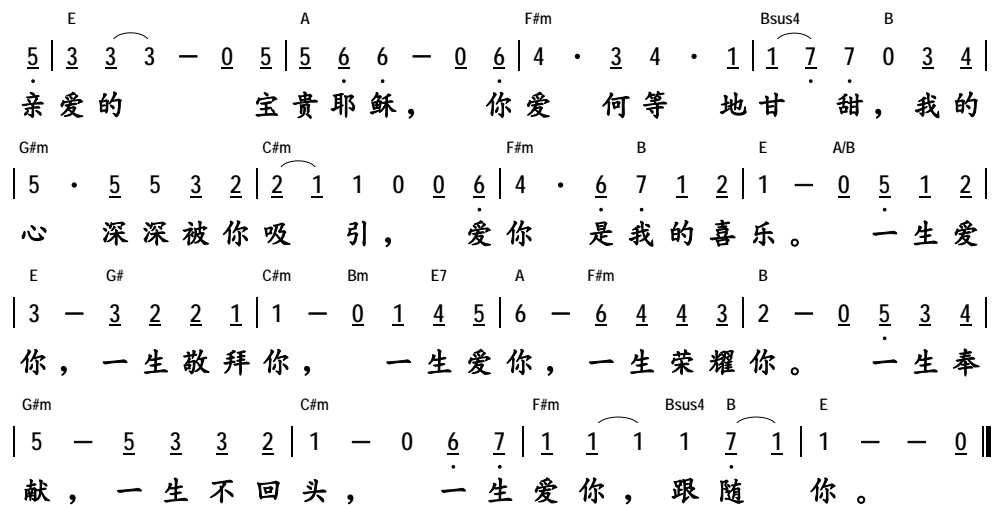 E A F#m Bsus4 B
5 | 3 3 3 — 0 5 | 5 6 6 — 0 6 | 4 · 3 4 · 1 | 1 7 7 0 3 4 |
亲爱的 宝贵耶稣， 你爱 何等 地甘 甜，我的
G#m C#m F#m B E A/B
| 5 · 5 5 3 2 | 2 1 1 0 0 6 | 4 · 6 7 1 2 | 1 — 0 5 1 2 |
心 深深被你吸 引， 爱你 是我的喜乐。 一生爱
E G# C#m Bm E7 A F#m B
| 3 — 3 2 2 1 | 1 — 0 1 4 5 | 6 — 6 4 4 3 | 2 — 0 5 3 4 |
你，一生敬拜你， 一生爱你，一生荣耀你。 一生奉
G#m C#m F#m Bsus4 B E
| 5 — 5 3 3 2 | 1 — 0 6 7 | 1 1 1 1 7 1 | 1 — — 0 ‖
献，一生不回头， 一生爱你，跟随 你。